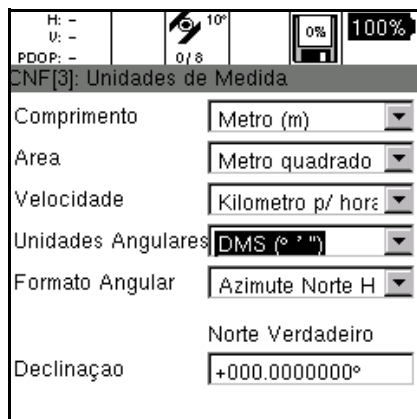 H: -
V: -
PDOP: -
10°
0/8
0%
100%
CNF[3]: Unidades de Medida
Comprimento Metro (m)
Area Metro quadrado
Velocidade Kilometro p/ hora
Unidades Angulares DMS (° ' ")
Formato Angular Azimute Norte H
Norte Verdadeiro
Declinaçao +000.0000000°